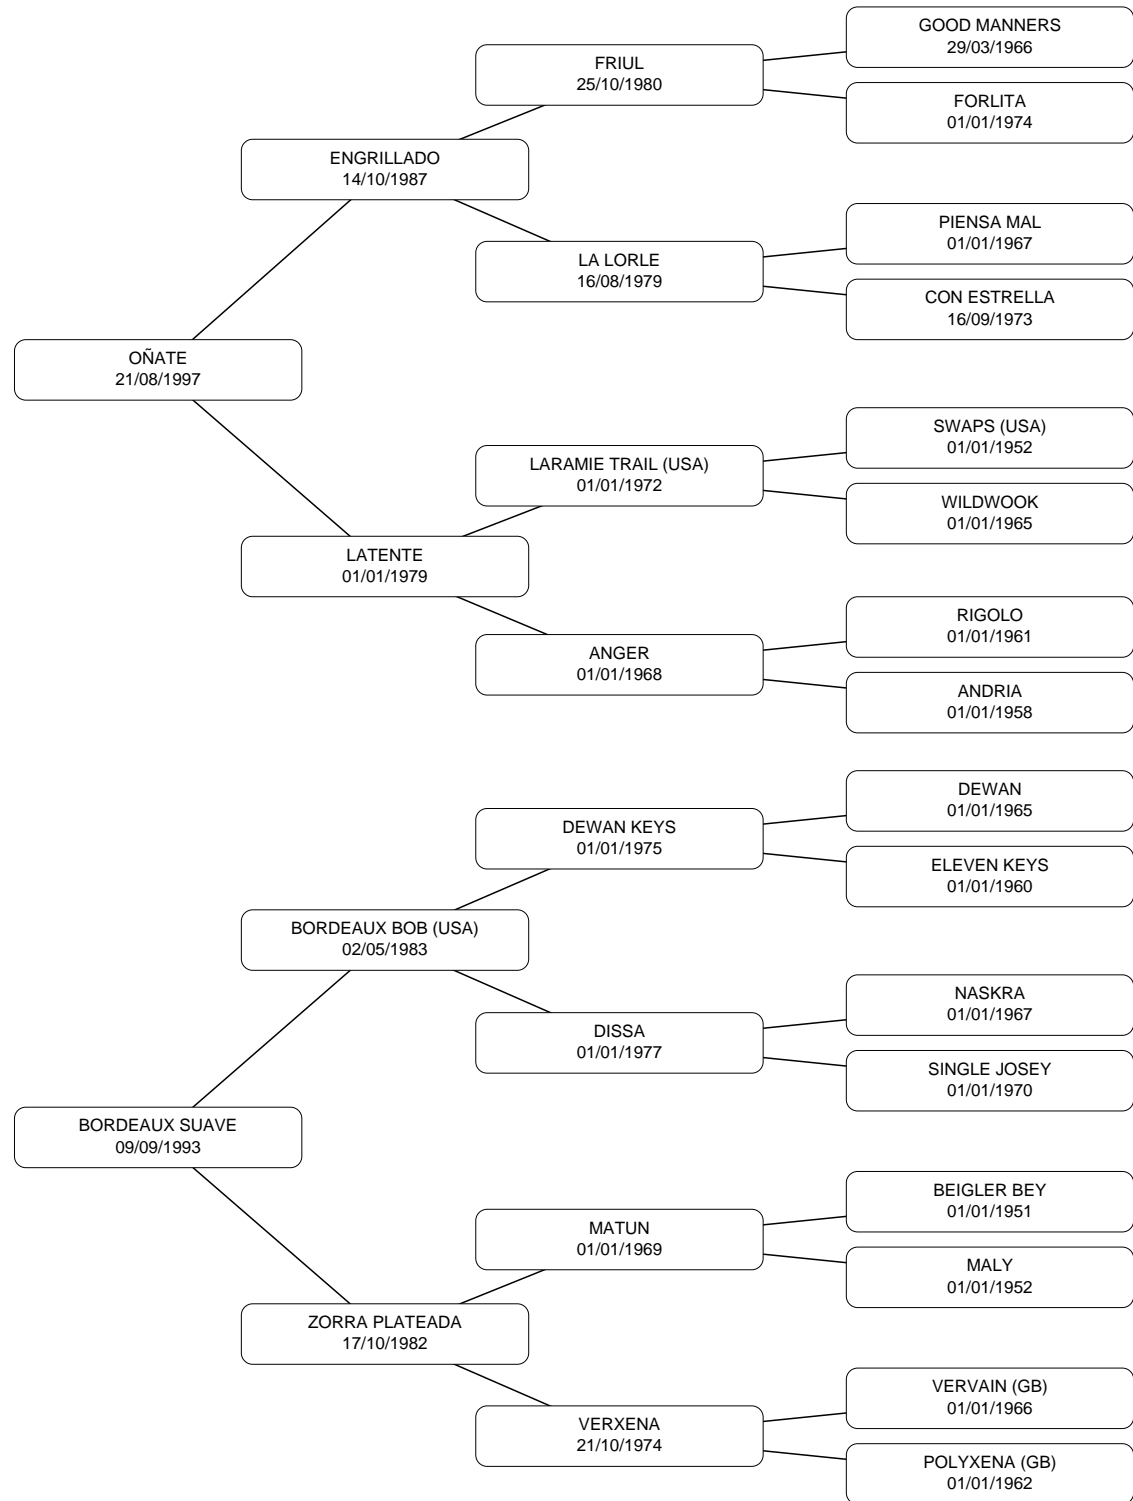 GOOD MANNERS
29/03/1966
FRIUL
25/10/1980
FORLITA
01/01/1974
ENGRILLADO
14/10/1987
PIENSA MAL
01/01/1967
LA LORLE
16/08/1979
CON ESTRELLA
16/09/1973
OÑATE
21/08/1997
SWAPS (USA)
01/01/1952
LARAMIE TRAIL (USA)
01/01/1972
WILDWOOK
01/01/1965
LATENTE
01/01/1979
RIGOLO
01/01/1961
ANGER
01/01/1968
ANDRIA
01/01/1958
DEWAN
01/01/1965
DEWAN KEYS
01/01/1975
ELEVEN KEYS
01/01/1960
BORDEAUX BOB (USA)
02/05/1983
NASKRA
01/01/1967
DISSA
01/01/1977
SINGLE JOSEY
01/01/1970
BORDEAUX SUAVE
09/09/1993
BEIGLER BEY
01/01/1951
MATUN
01/01/1969
MALY
01/01/1952
ZORRA PLATEADA
17/10/1982
VERVAIN (GB)
01/01/1966
VERXENA
21/10/1974
POLYXENA (GB)
01/01/1962